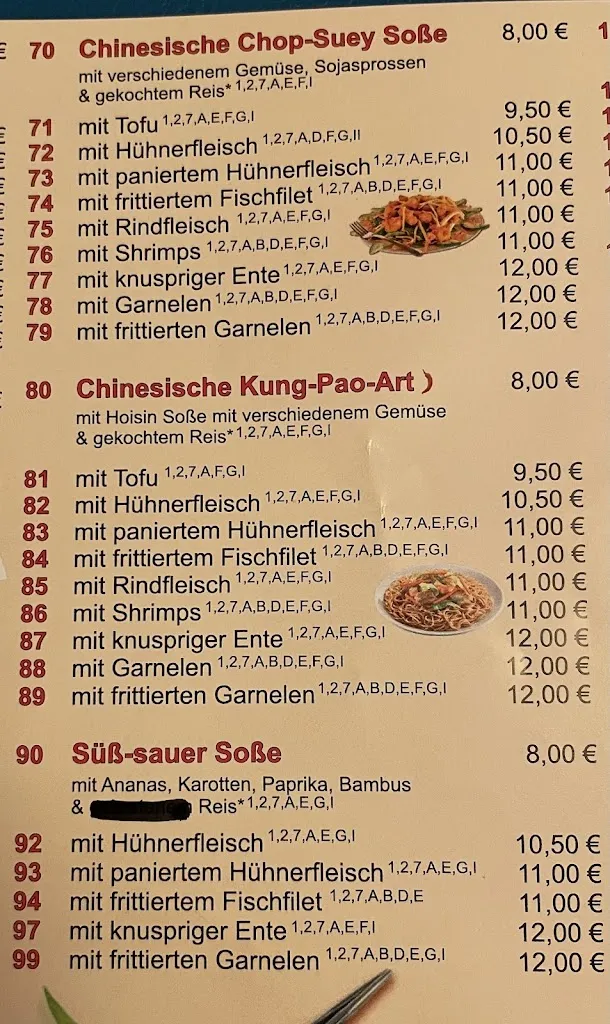 70 Chinesische Chop-Suey Soße 8,00 €
mit verschiedenem Gemüse, Sojasprossen
& gekochtem Reis* 1,2,7,A,E,F,I
71 mit Tofu 1,2,7,A,E,F,G,I 9,50 €
72 mit Hühnerfleisch 1,2,7,A,D,F,G,II 10,50 €
73 mit paniertem Hühnerfleisch 1,2,7,A,E,F,G,I 11,00 €
74 mit frittiertem Fischfilet 1,2,7,A,B,D,E,F,G,I 11,00 €
75 mit Rindfleisch 1,2,7,A,E,F,G,I 11,00 €
76 mit Shrimps 1,2,7,A,B,D,E,F,G,I 11,00 €
77 mit knuspriger Ente 1,2,7,A,E,F,G,I 12,00 €
78 mit Garnelen 1,2,7,A,B,D,E,F,G,I 12,00 €
79 mit frittierten Garnelen 1,2,7,A,B,D,E,F,G,I 12,00 €
80 Chinesische Kung-Pao-Art 8,00 €
mit Hoisin Soße mit verschiedenem Gemüse
& gekochtem Reis* 1,2,7,A,E,F,G,I
81 mit Tofu 1,2,7,A,F,G,I 9,50 €
82 mit Hühnerfleisch 1,2,7,A,E,F,G,I 10,50 €
83 mit paniertem Hühnerfleisch 1,2,7,A,E,F,G,I 11,00 €
84 mit frittiertem Fischfilet 1,2,7,A,B,D,E,F,G,I 11,00 €
85 mit Rindfleisch 1,2,7,A,E,F,G,I 11,00 €
86 mit Shrimps 1,2,7,A,B,D,E,F,G,I 11,00 €
87 mit knuspriger Ente 1,2,7,A,E,F,G,I 12,00 €
88 mit Garnelen 1,2,7,A,B,D,E,F,G,I 12,00 €
89 mit frittierten Garnelen 1,2,7,A,B,D,E,F,G,I 12,00 €
90 Süß-sauer Soße 8,00 €
mit Ananas, Karotten, Paprika, Bambus
& Reis* 1,2,7,A,E,G,I
92 mit Hühnerfleisch 1,2,7,A,E,G,I 10,50 €
93 mit paniertem Hühnerfleisch 1,2,7,A,E,G,I 11,00 €
94 mit frittiertem Fischfilet 1,2,7,A,B,D,E 11,00 €
97 mit knuspriger Ente 1,2,7,A,E,F,I 12,00 €
99 mit frittierten Garnelen 1,2,7,A,B,D,E,G,I 12,00 €